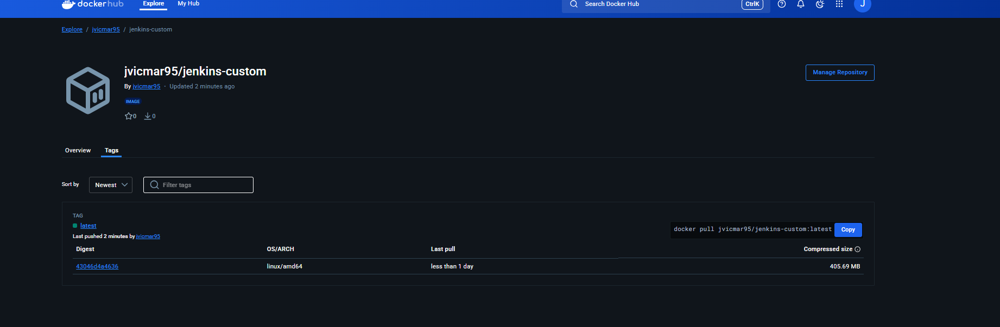 dockerhub Explore My Hub Search Docker Hub CtrlK J
Explore / jvicmar95 / jenkins-custom
jvicmar95/jenkins-custom
Manage Repository
By jvicmar95 · Updated 2 minutes ago
IMAGE
0 0
Overview Tags
Sort by Newest Filter tags
TAG
latest
docker pull jvicmar95/jenkins-custom:latest Copy
Last pushed 2 minutes by jvicmar95
Digest OS/ARCH Last pull Compressed size
43046d4a4636 linux/amd64 less than 1 day 405.69 MB